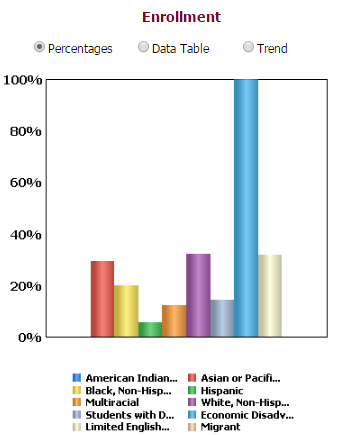 Enrollment
Percentages Data Table Trend
100%
80%
60%
40%
20%
0%
American Indian... Asian or Pacifi...
Black, Non-Hisp... Hispanic
Multiracial White, Non-Hisp...
Students with D... Economic Disadv...
Limited English... Migrant